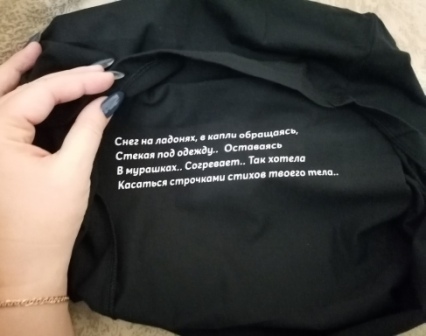 Снег на ладонях, в капли обращаясь,
Стекая под одежду.. Оставаясь
В мурашках.. Согревает.. Так хотела
Касаться строчками стихов твоего тела..